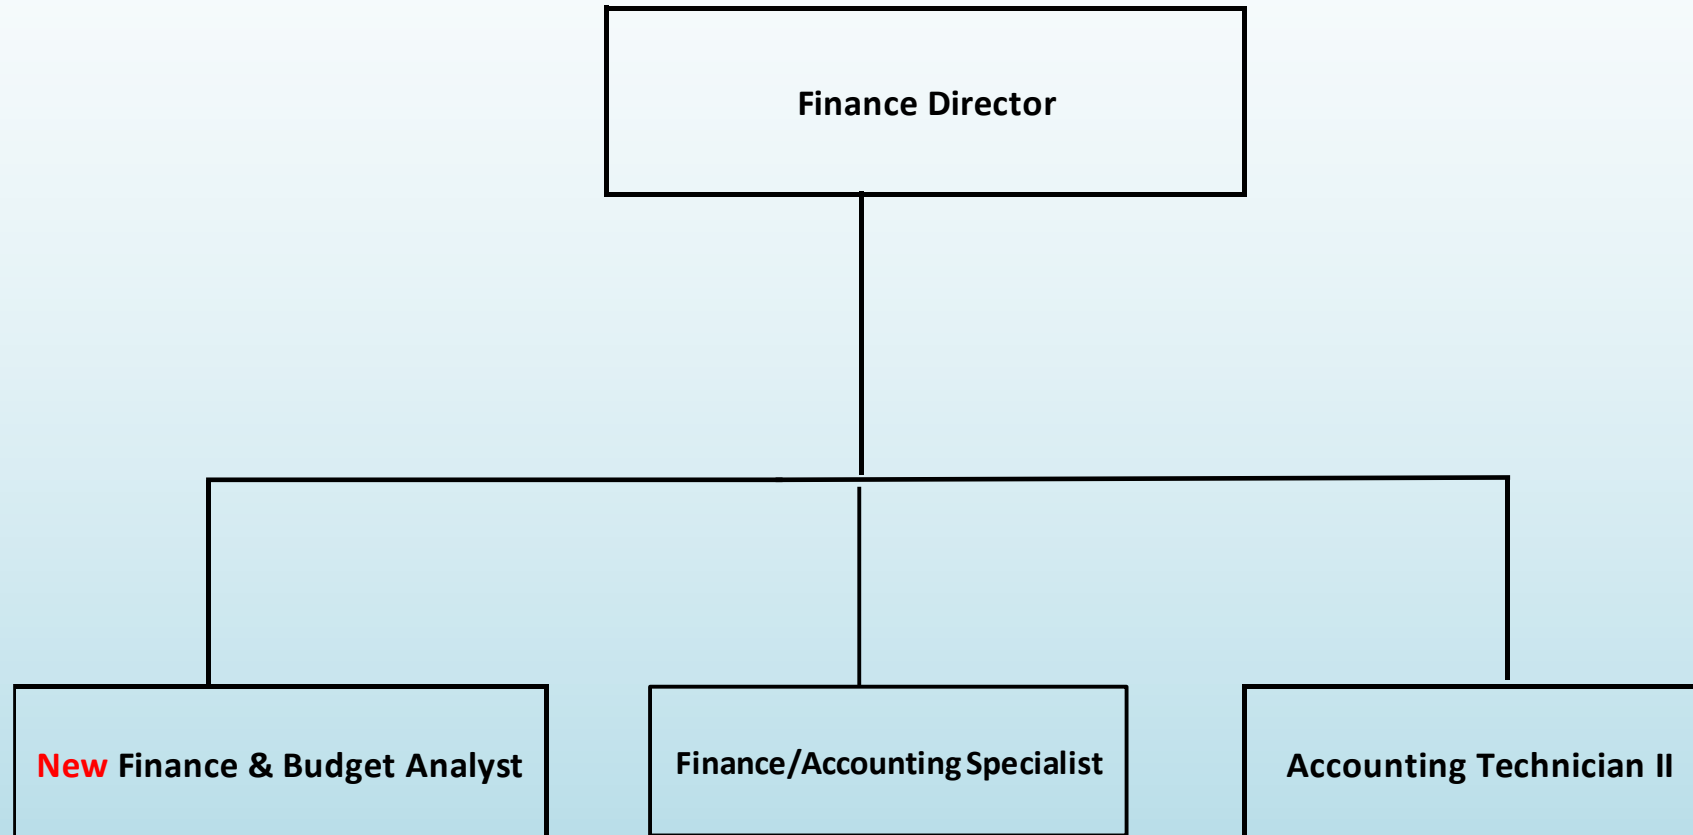 Finance Director
New Finance & Budget Analyst
Finance/Accounting Specialist
Accounting Technician II